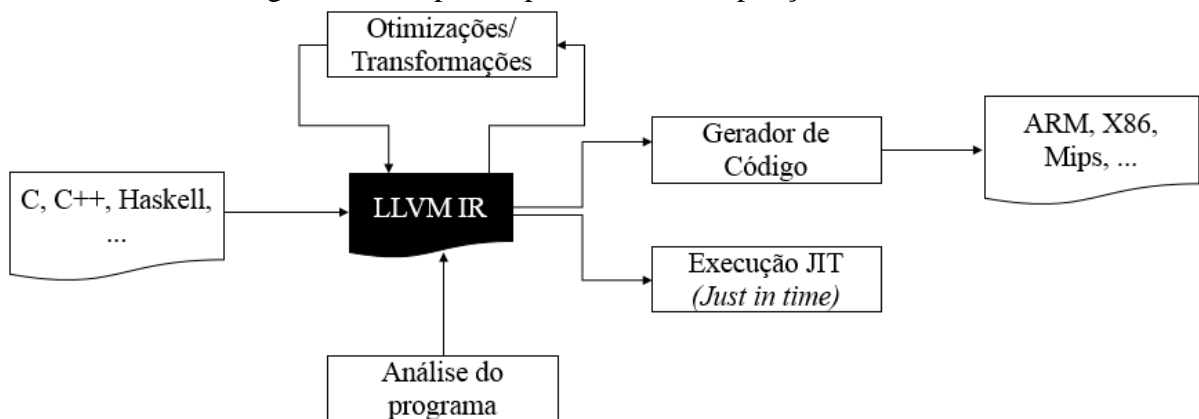 Otimizações/
Transformações
C, C++, Haskell,
...
LLVM IR
Gerador de
Código
ARM, X86,
Mips, ...
Execução JIT
(Just in time)
Análise do
programa